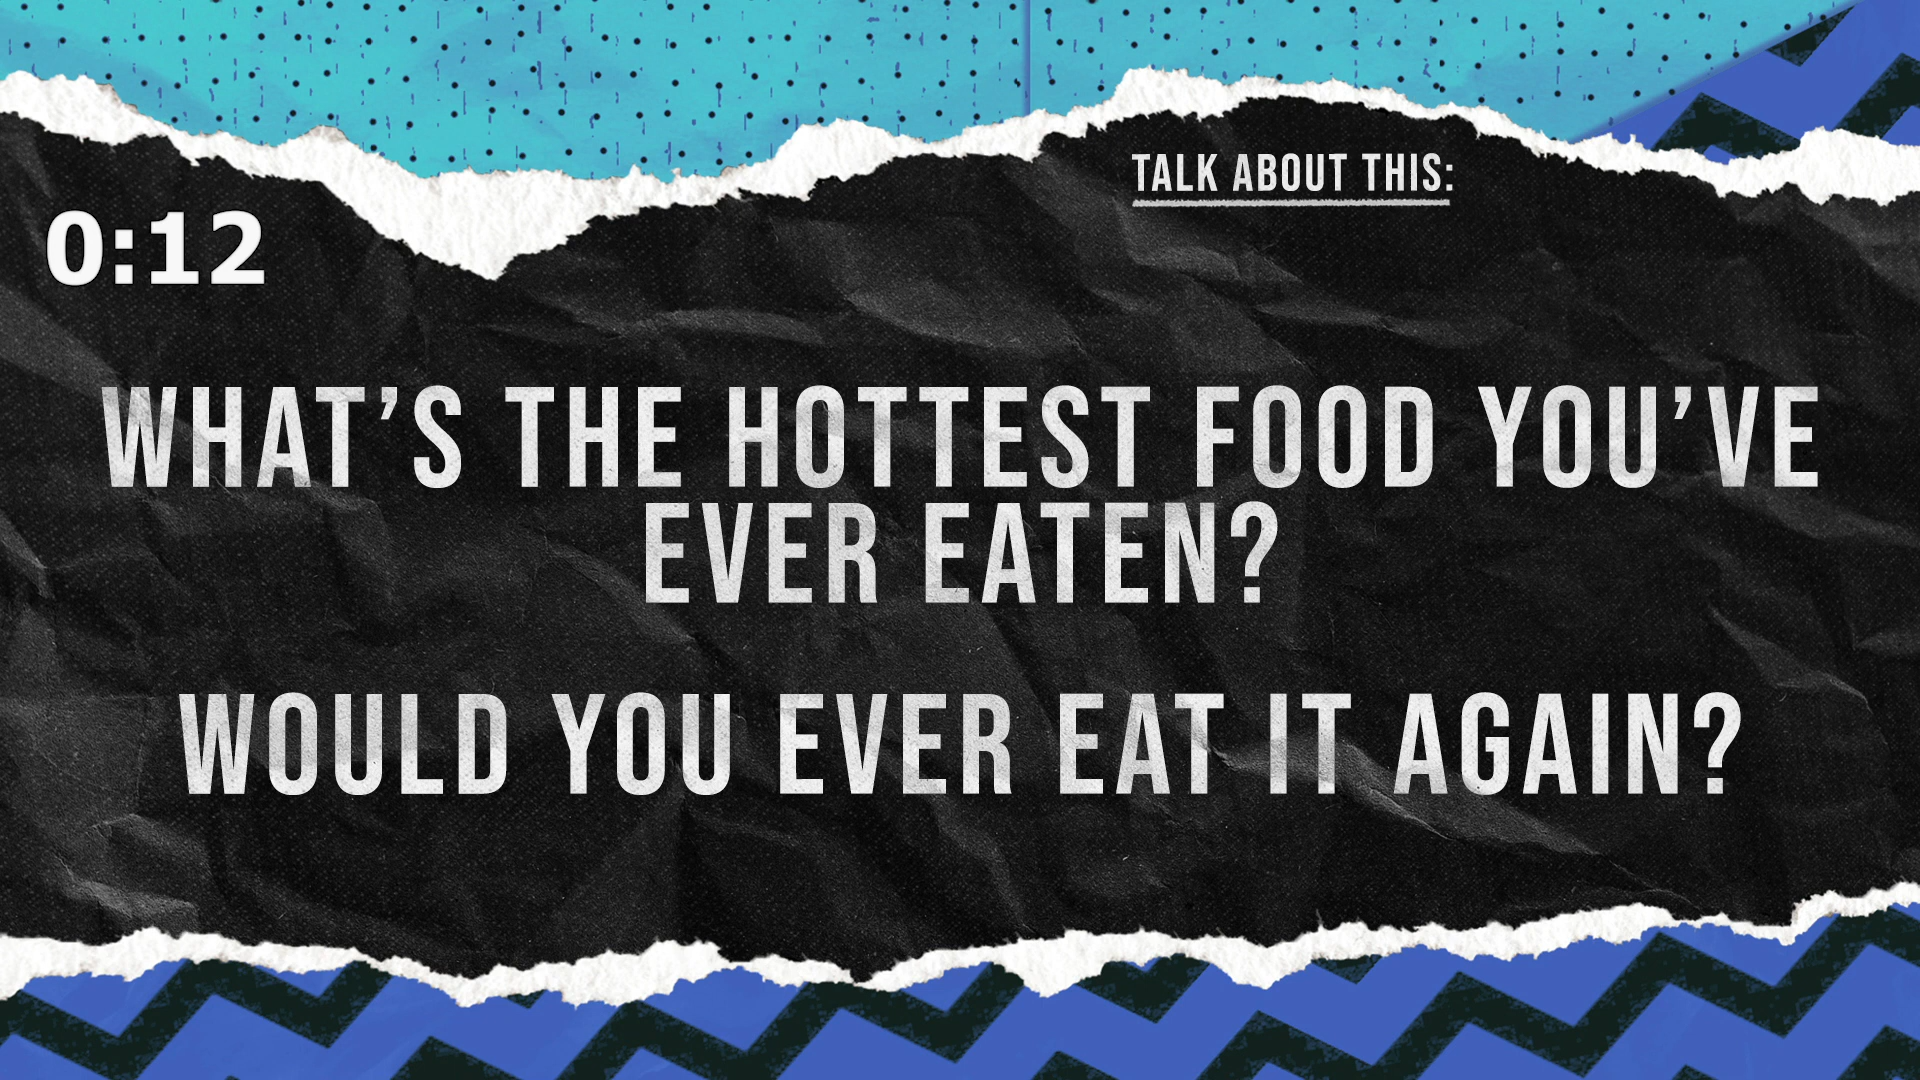 TALK ABOUT THIS:
0:12
WHAT’S THE HOTTEST FOOD YOU’VE
EVER EATEN?
WOULD YOU EVER EAT IT AGAIN?